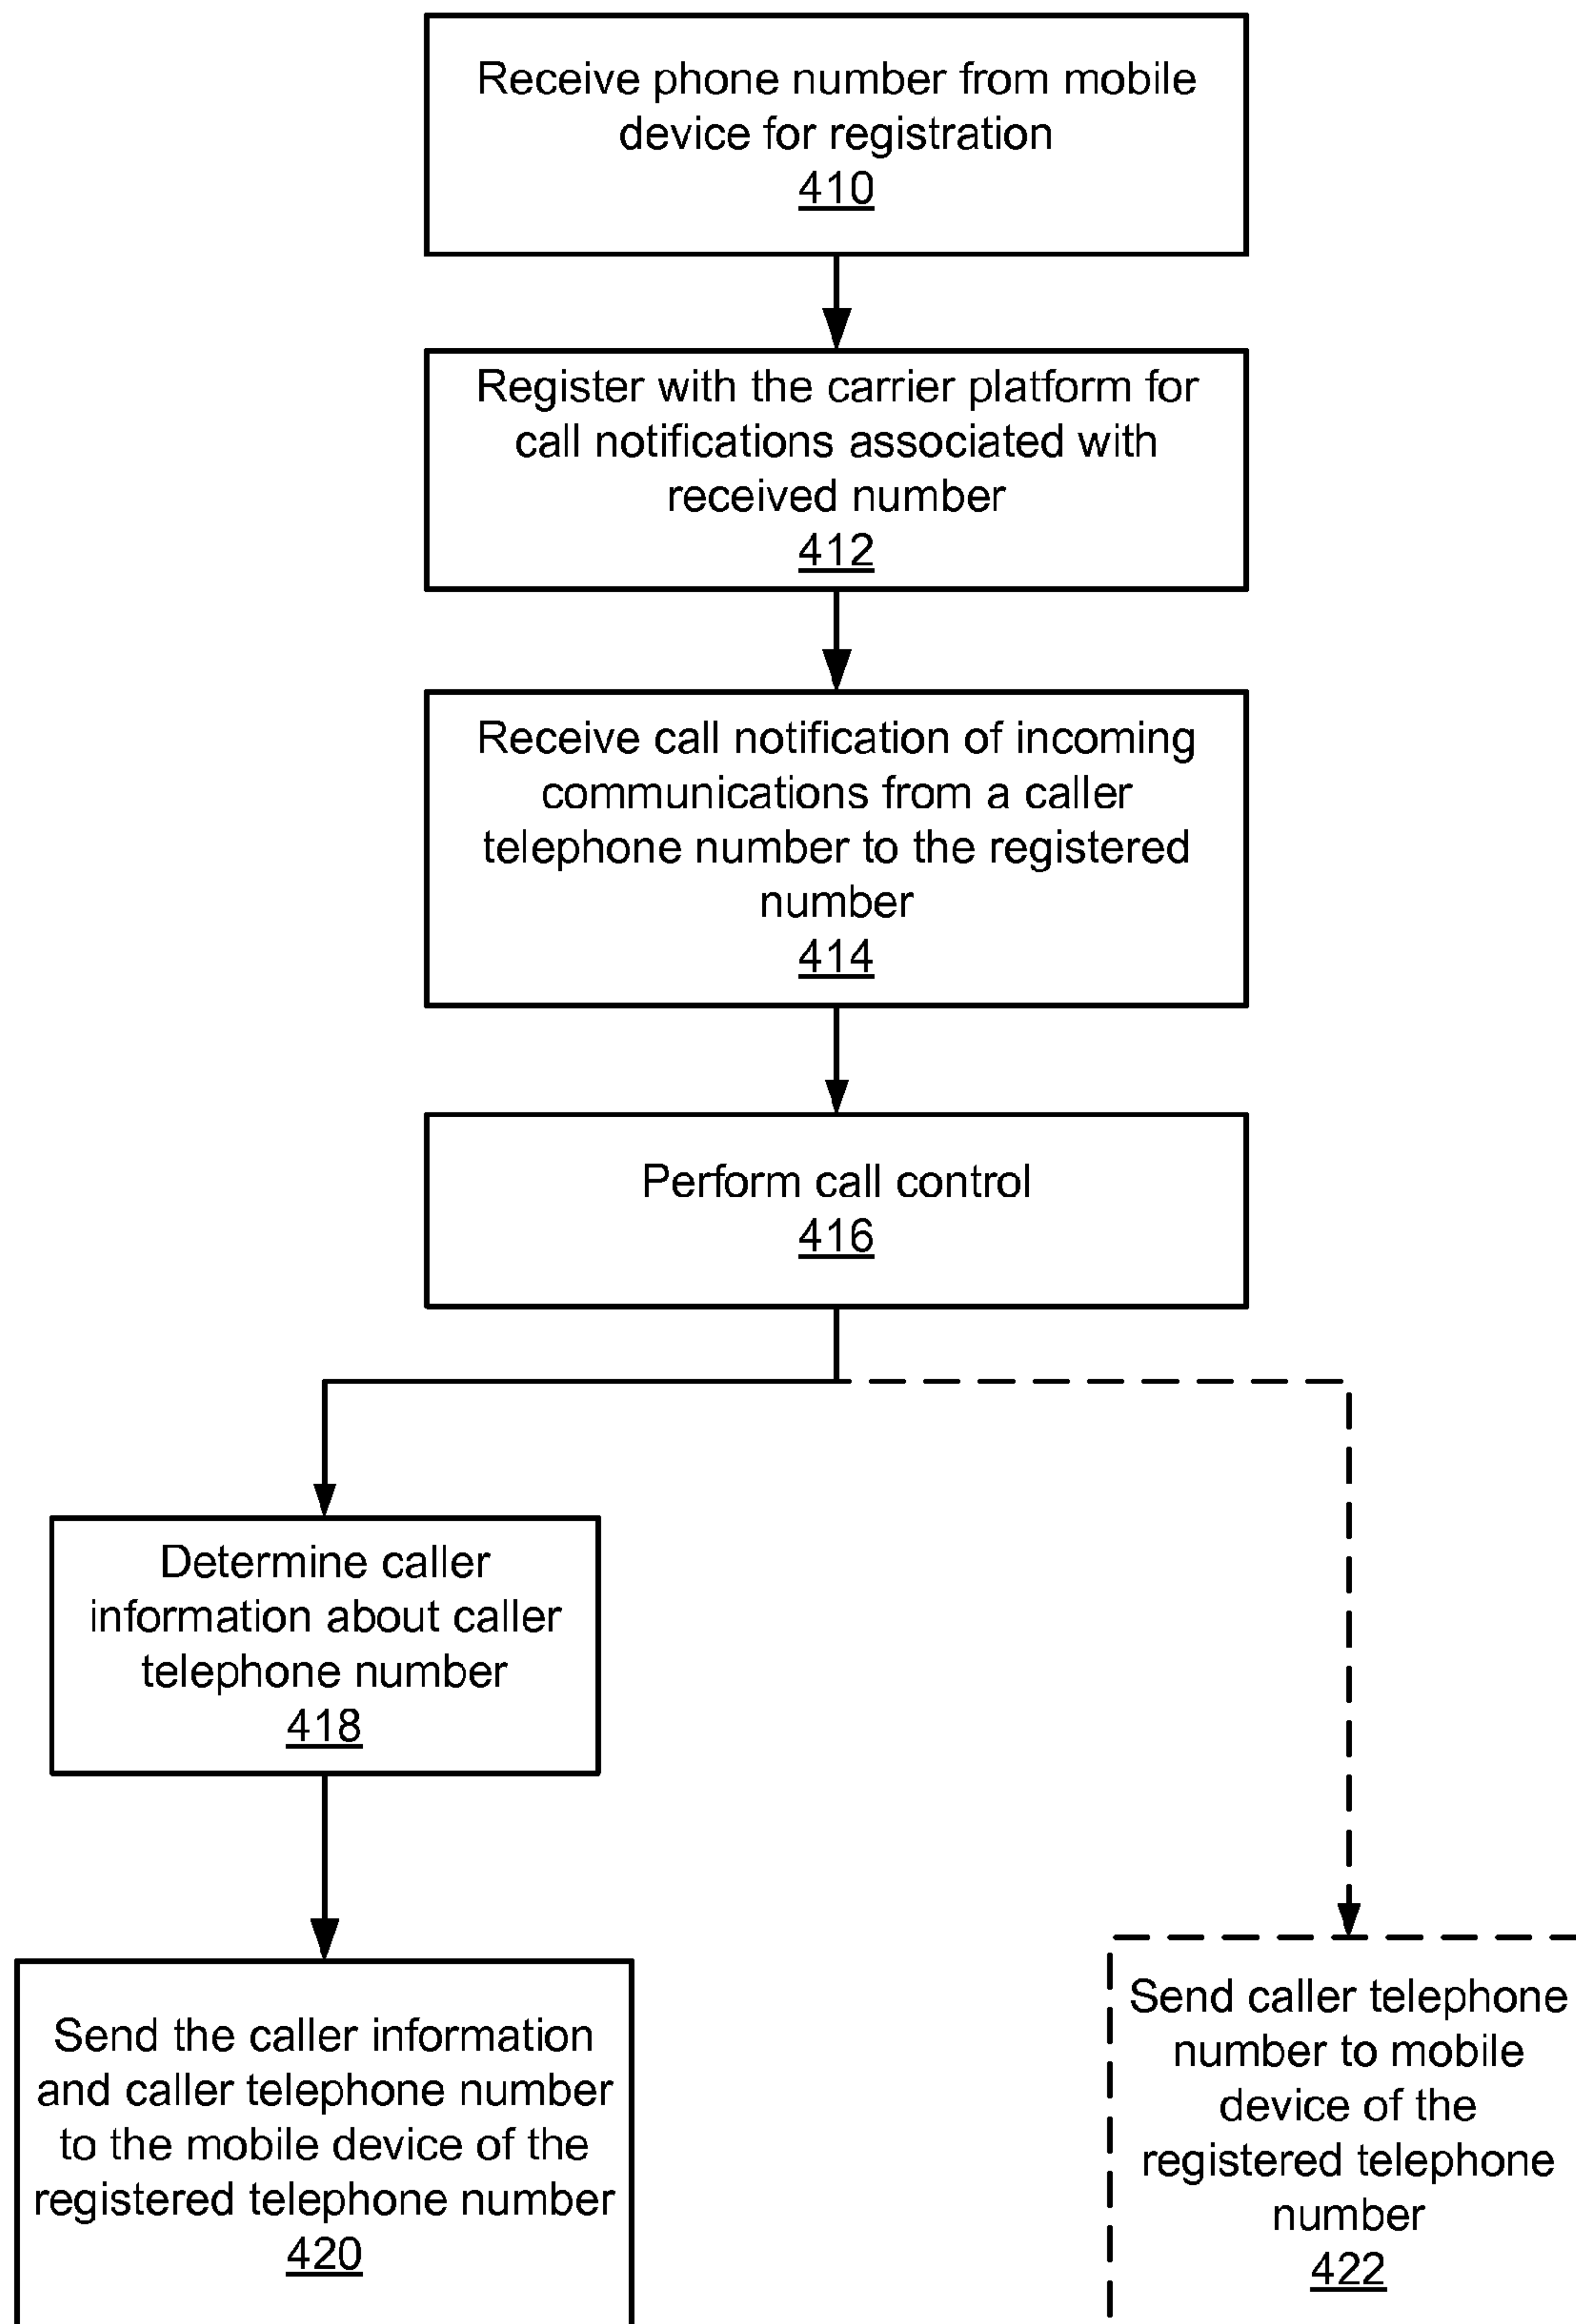 Receive phone number from mobile
device for registration
410
Register with the carrier platform for
call notifications associated with
received number
412
Receive call notification of incoming
communications from a caller
telephone number to the registered
number
414
Perform call control
416
Determine caller
information about caller
telephone number
418
Send the caller information
and caller telephone number
to the mobile device of the
registered telephone number
420
Send caller telephone
number to mobile
device of the
registered telephone
number
422